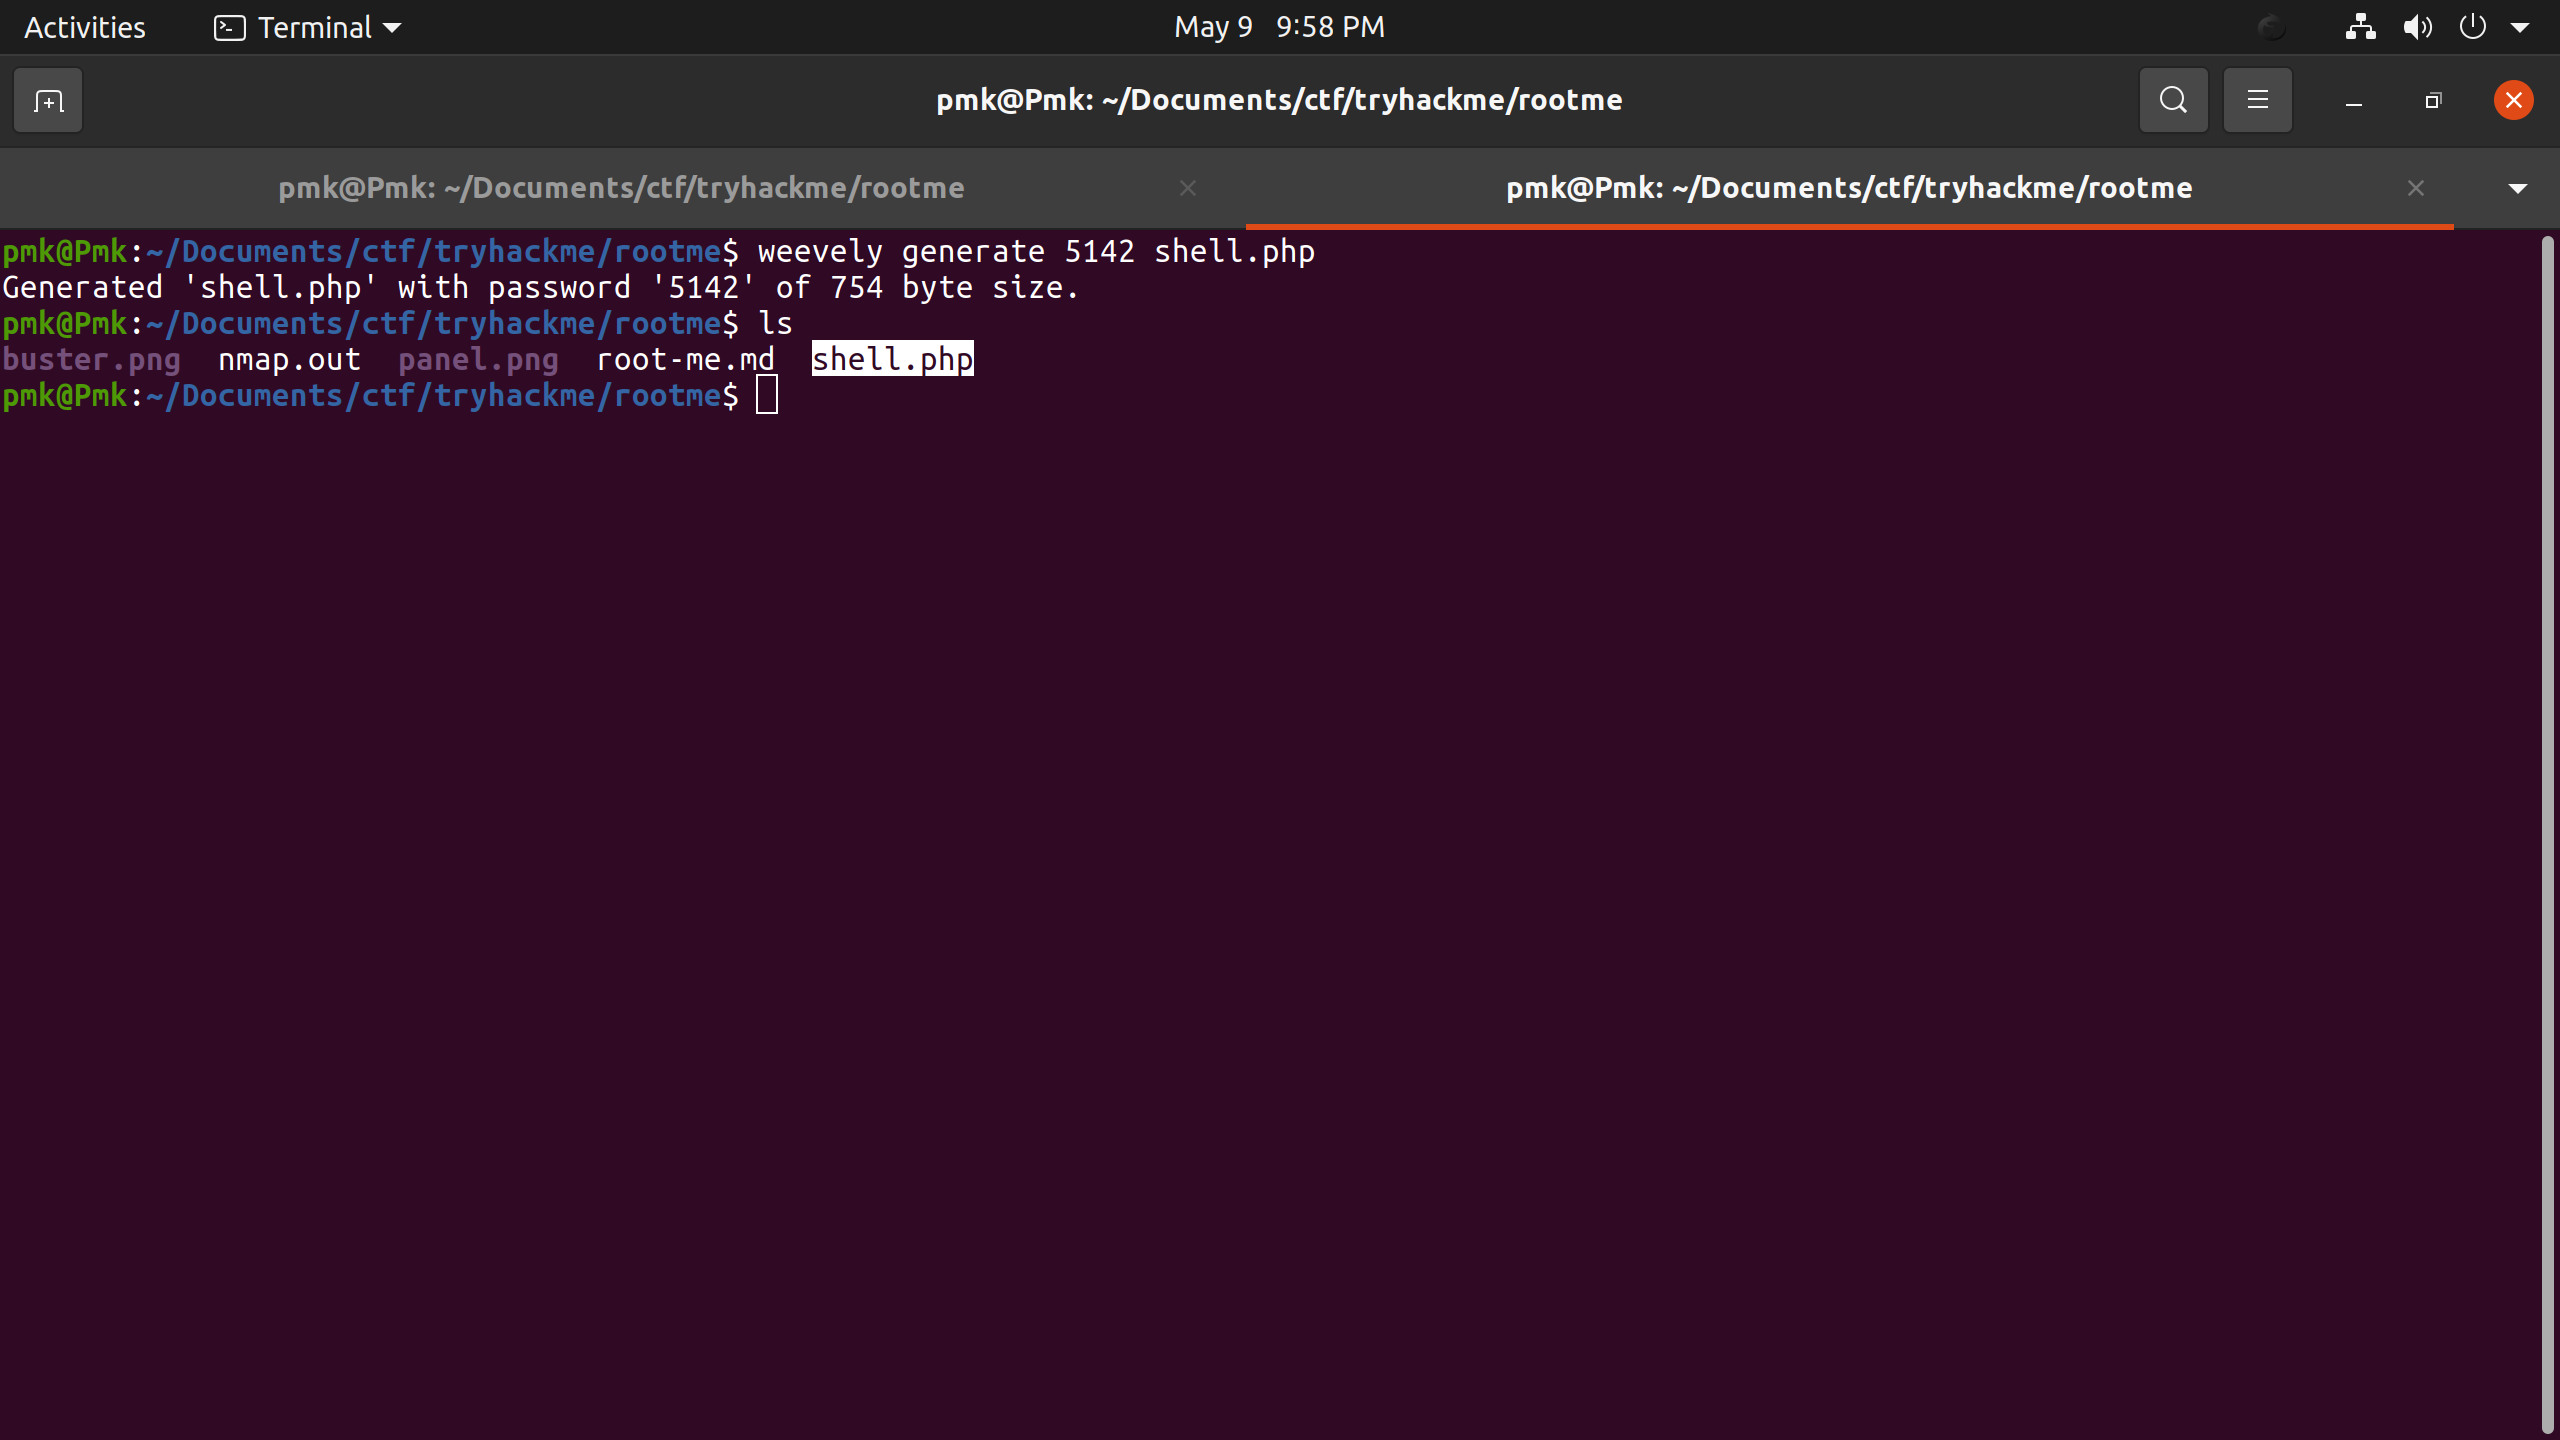 Activities Terminal May 9 9:58 PM
pmk@Pmk: ~/Documents/ctf/tryhackme/rootme
pmk@Pmk: ~/Documents/ctf/tryhackme/rootme pmk@Pmk: ~/Documents/ctf/tryhackme/rootme
pmk@Pmk:~/Documents/ctf/tryhackme/rootme$ weevely generate 5142 shell.php
Generated 'shell.php' with password '5142' of 754 byte size.
pmk@Pmk:~/Documents/ctf/tryhackme/rootme$ ls
buster.png nmap.out panel.png root-me.md shell.php
pmk@Pmk:~/Documents/ctf/tryhackme/rootme$